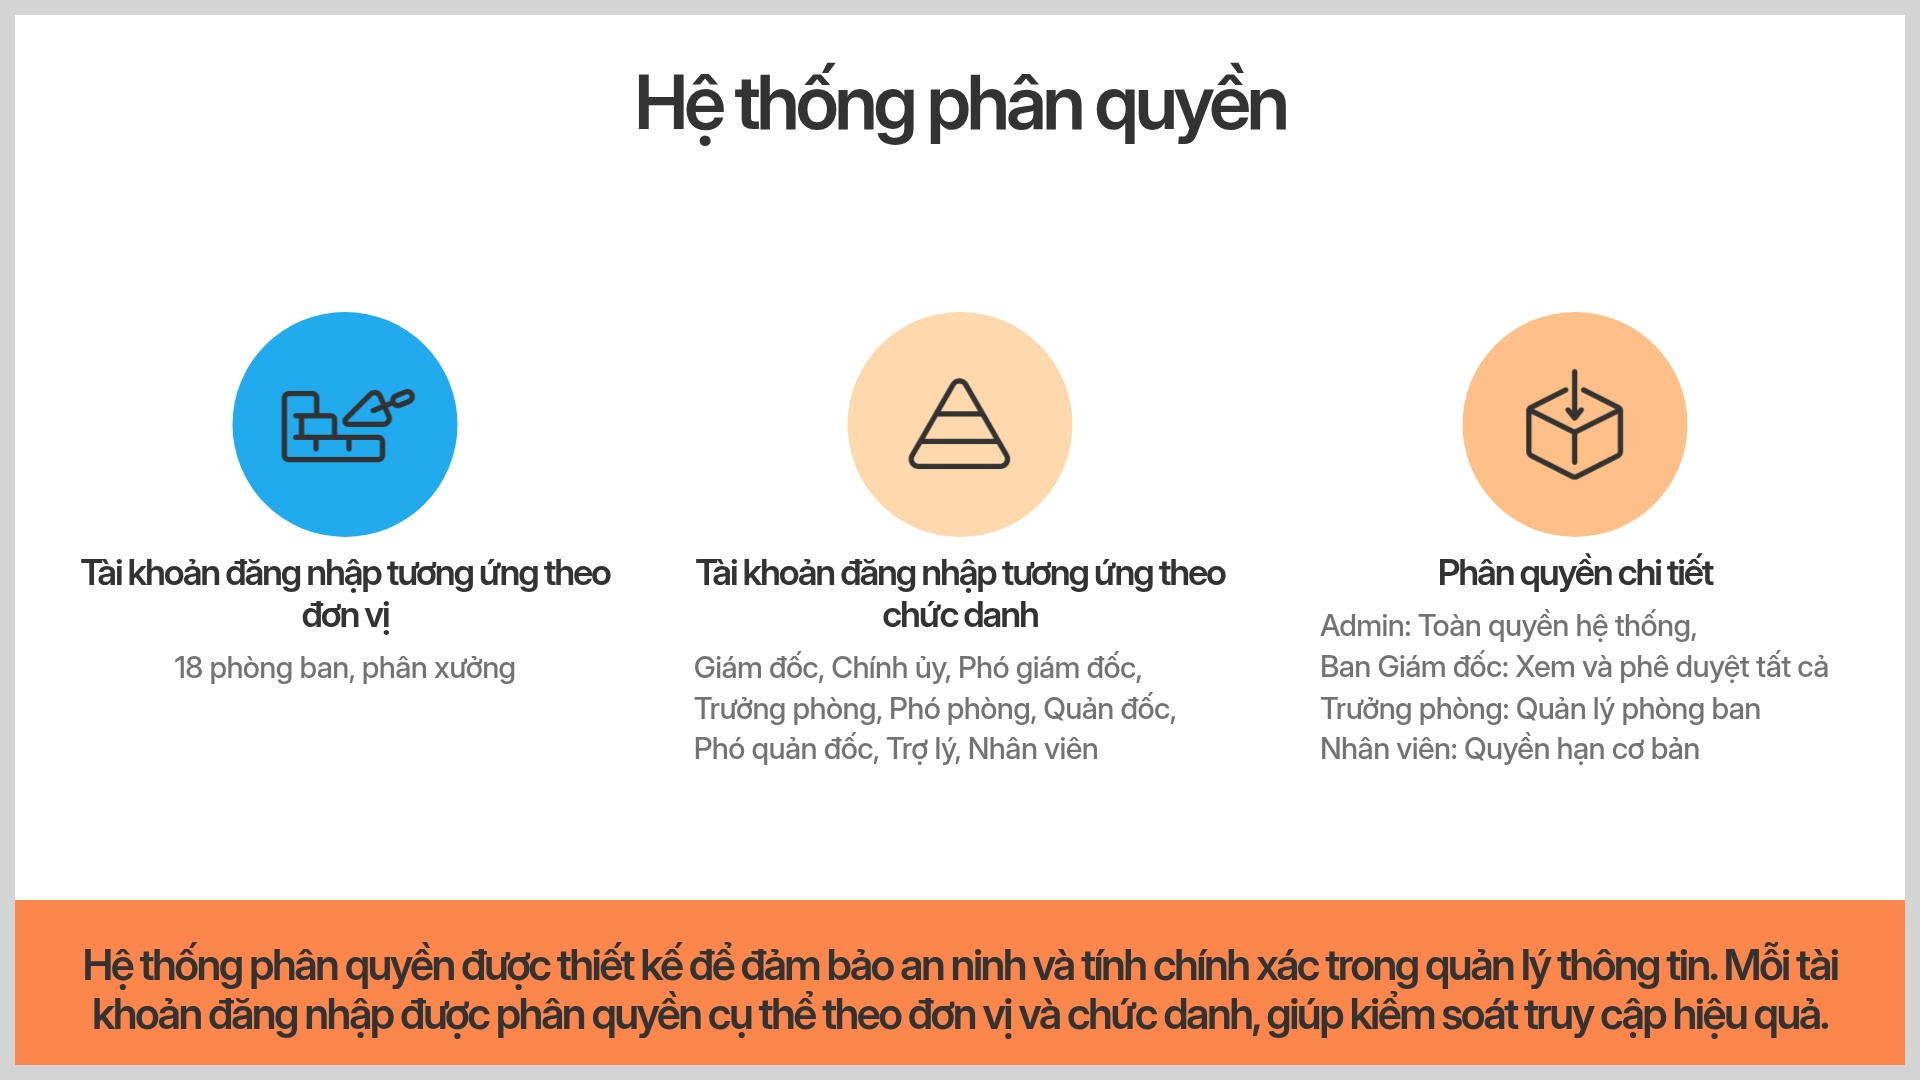 Hệ thống phân quyền
Tài khoản đăng nhập tương ứng theo
đơn vị
18 phòng ban, phân xưởng
Tài khoản đăng nhập tương ứng theo
chức danh
Giám đốc, Chính ủy, Phó giám đốc,
Trưởng phòng, Phó phòng, Quản đốc,
Phó quản đốc, Trợ lý, Nhân viên
Phân quyền chi tiết
Admin: Toàn quyền hệ thống,
Ban Giám đốc: Xem và phê duyệt tất cả
Trưởng phòng: Quản lý phòng ban
Nhân viên: Quyền hạn cơ bản
Hệ thống phân quyền được thiết kế để đảm bảo an ninh và tính chính xác trong quản lý thông tin. Mỗi tài
khoản đăng nhập được phân quyền cụ thể theo đơn vị và chức danh, giúp kiểm soát truy cập hiệu quả.